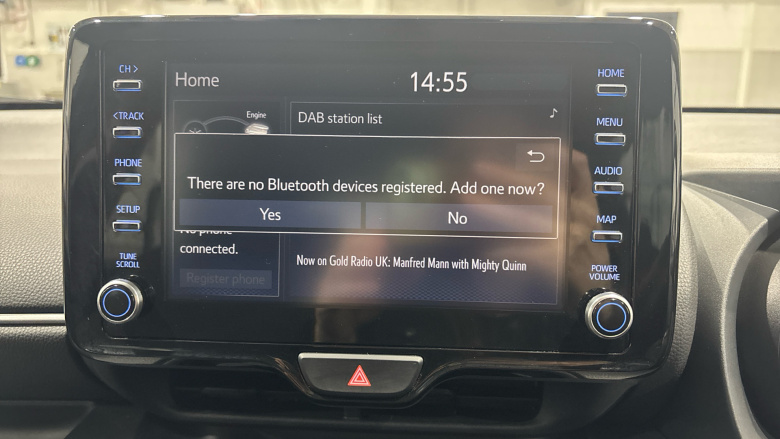 CH >
<TRACK
PHONE
SETUP
TUNE
SCROLL
Home
14:55
Engine
DAB station list
There are no Bluetooth devices registered. Add one now?
Yes
No
No phone
connected.
Register phone
Now on Gold Radio UK: Manfred Mann with Mighty Quinn
HOME
MENU
AUDIO
MAP
POWER
VOLUME